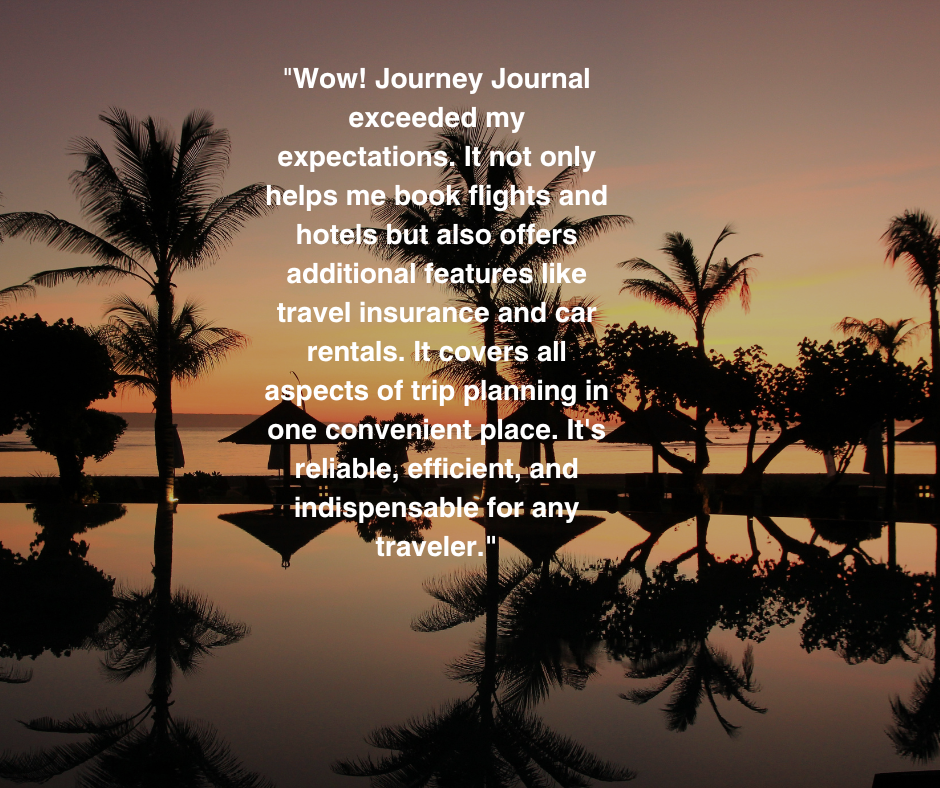 "Wow! Journey Journal
exceeded my
expectations. It not only
helps me book flights and
hotels but also offers
additional features like
travel insurance and car
rentals. It covers all
aspects of trip planning in
one convenient place. It's
reliable, efficient, and
indispensable for any
traveler."